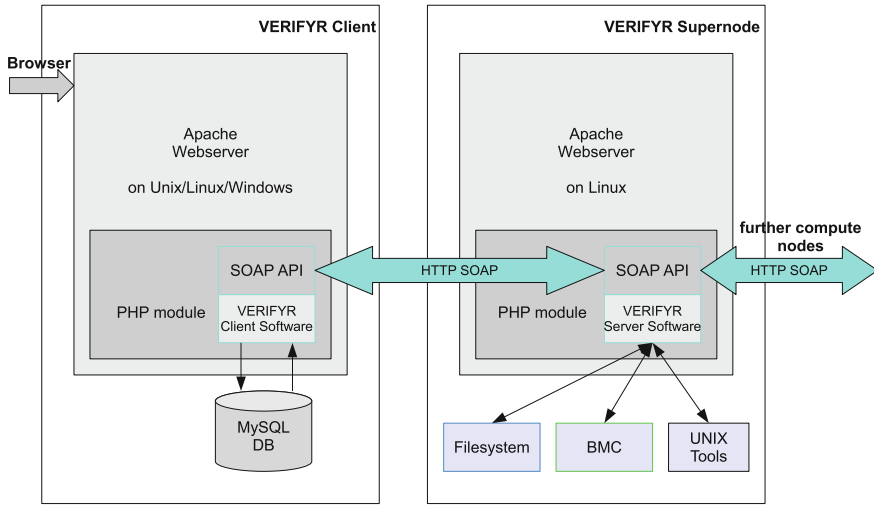 VERIFYR Client
Browser
Apache
Webserver
on Unix/Linux/Windows
SOAP API
PHP module
VERIFYR
Client Software
MySQL
DB
HTTP SOAP
VERIFYR Supernode
Apache
Webserver
on Linux
SOAP API
PHP module
VERIFYR
Server Software
Filesystem
BMC
UNIX
Tools
further compute
nodes
HTTP SOAP